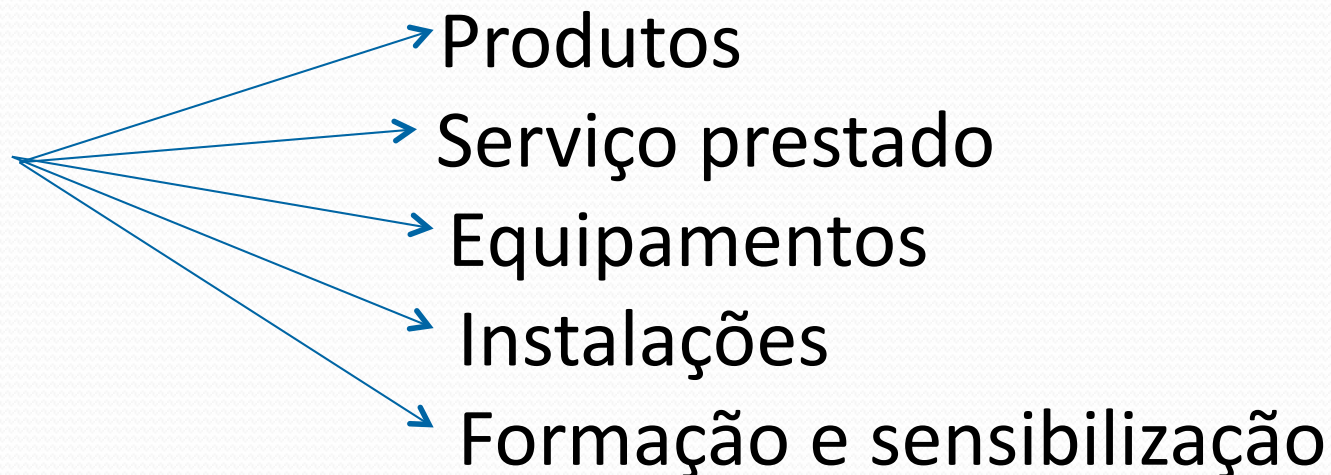 Produtos
Serviço prestado
Equipamentos
Instalações
Formação e sensibilização